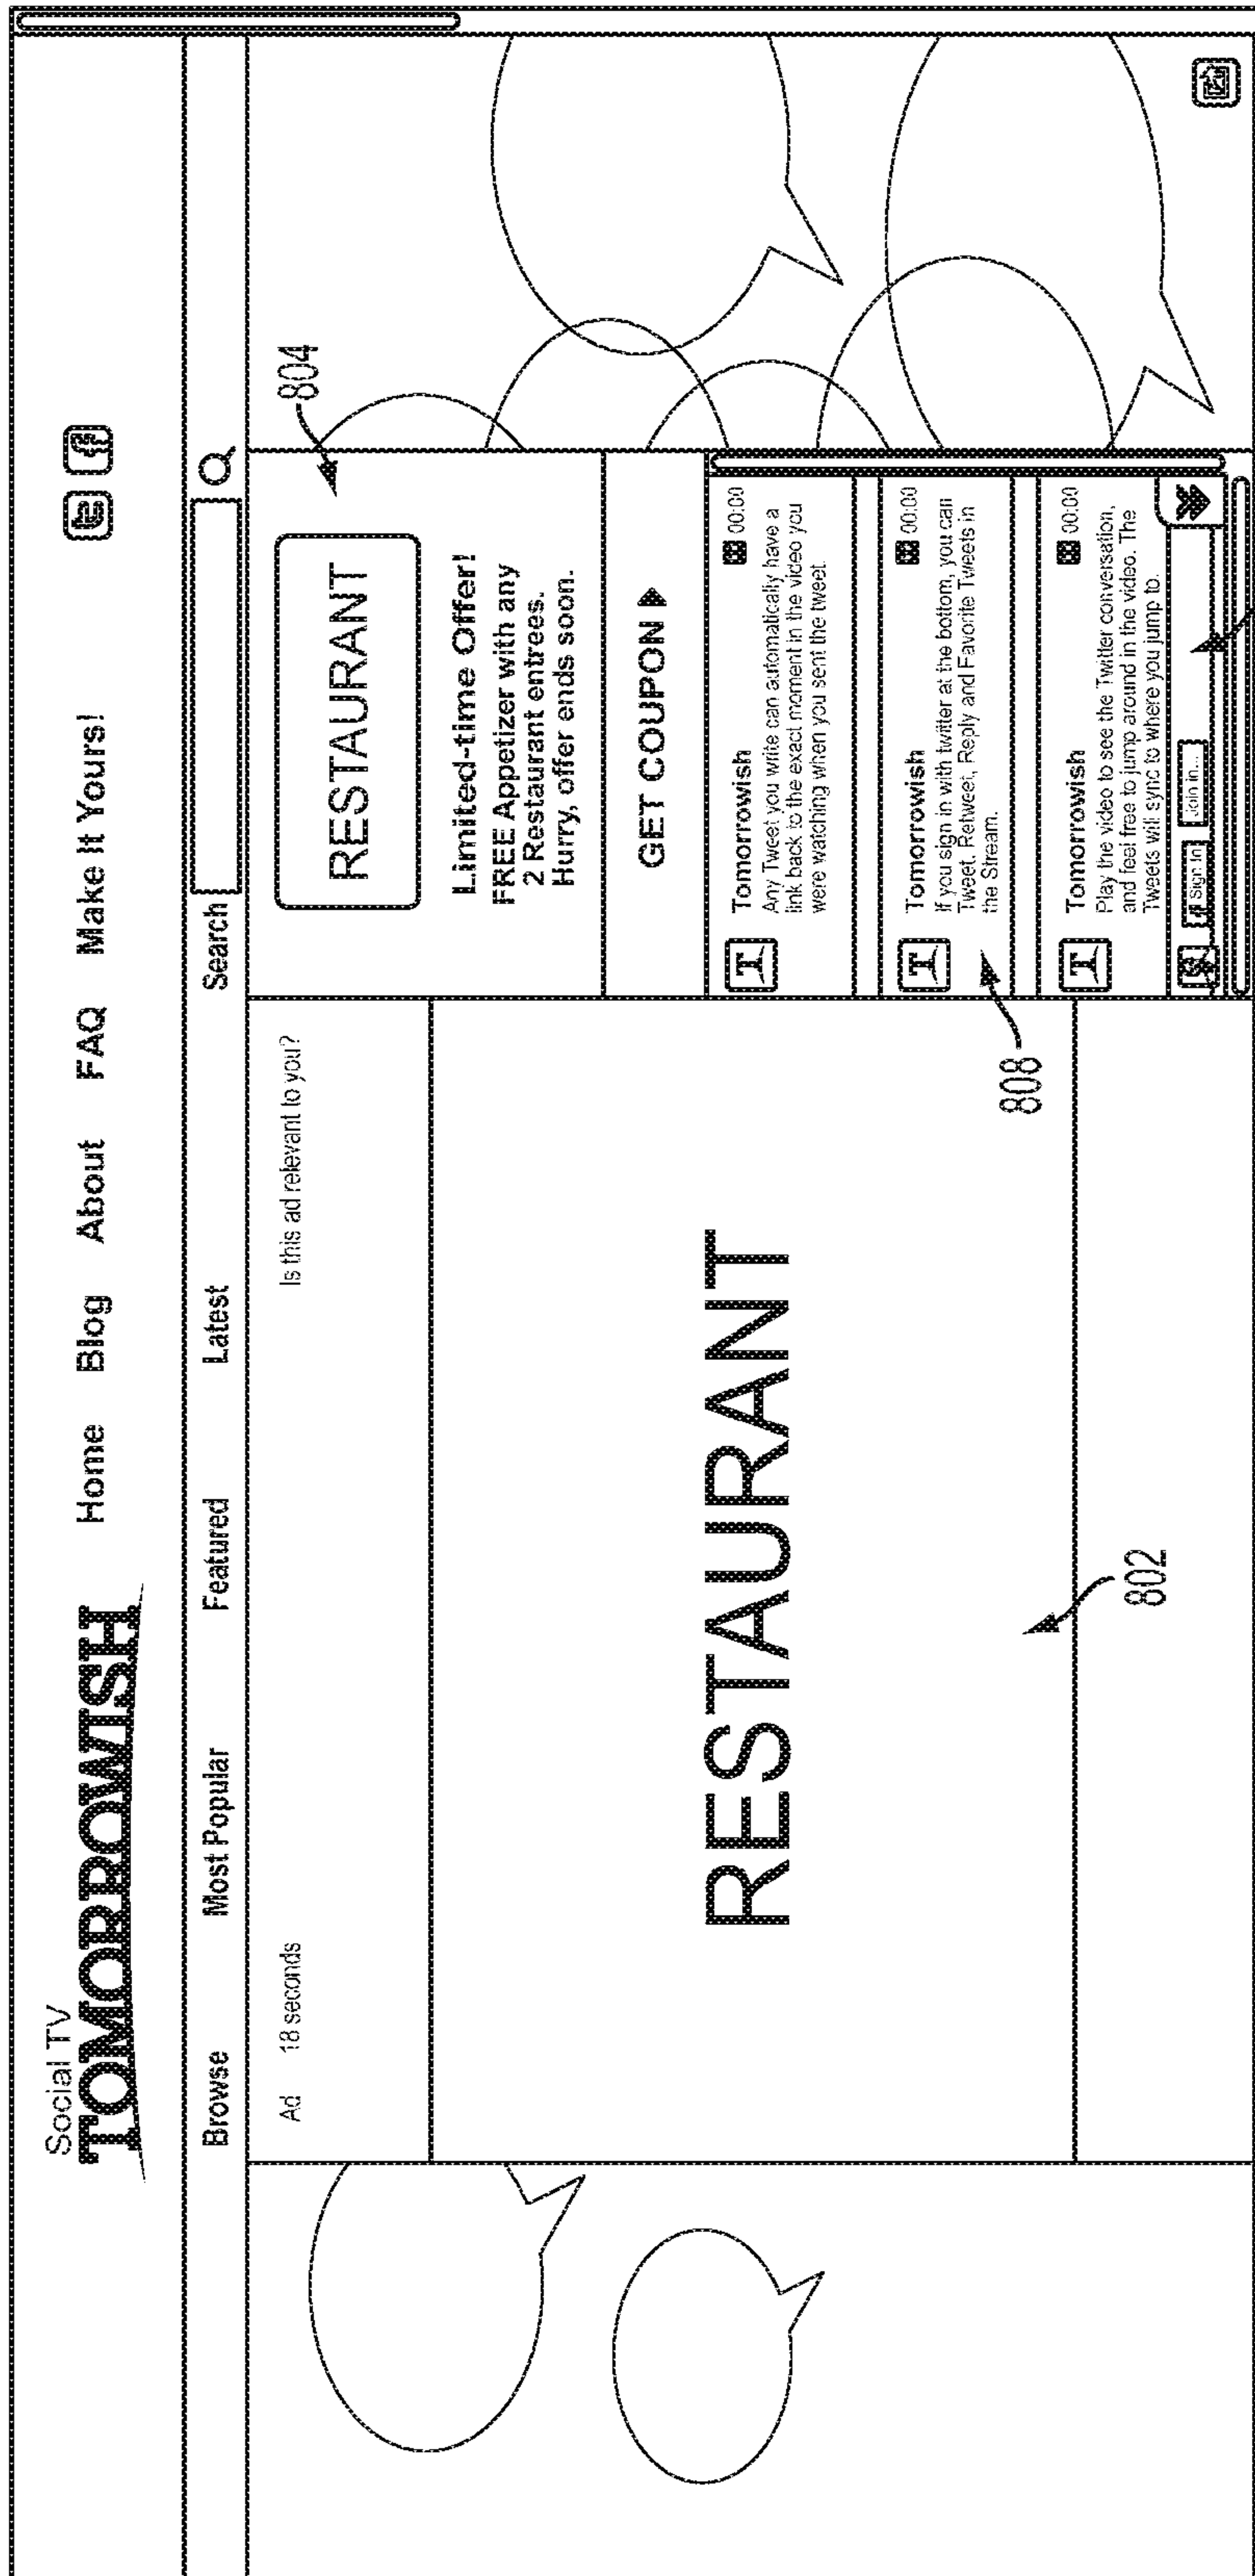 Social TV
TOMORROWISH
Home Blog About FAQ Make It Yours!
Browse Most Popular Featured Latest Search
Ad 18 seconds Is this ad relevant to you?
RESTAURANT
802
RESTAURANT
804
Limited-time Offer!
FREE Appetizer with any
2 Restaurant entrees.
Hurry, offer ends soon.
GET COUPON
T Tomorrowish 00:00
Any Tweet you write can automatically have a
link back to the exact moment in the video you
were watching when you sent the tweet.
T Tomorrowish 00:00
If you sign in with twitter at the bottom, you can
Tweet, Retweet, Reply and Favorite Tweets in
the Stream.
808
T Tomorrowish 00:00
Play the video to see the Twitter conversation,
and feel free to jump around in the video. The
Tweets will sync to where you jump to.
Sign In Join in...